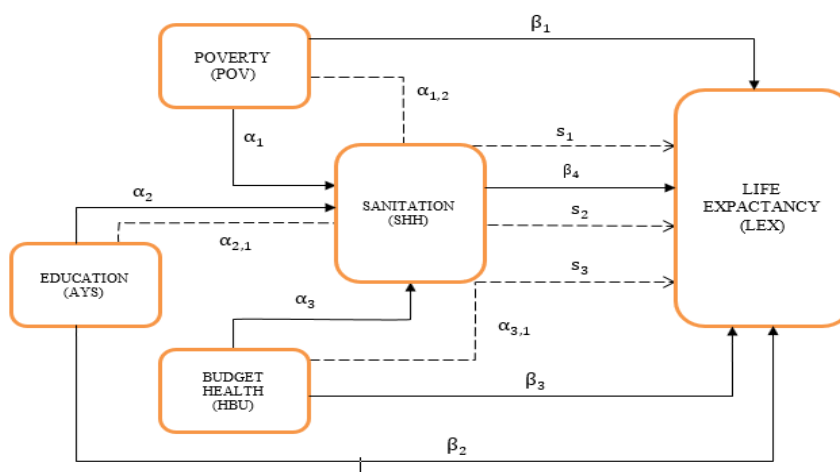 β₁
POVERTY
(POV)
α₁,₂
α₁
s₁
α₂
β₄
SANITATION
(SHH)
LIFE
EXPACTANCY
(LEX)
s₂
α₂,₁
s₃
EDUCATION
(AYS)
α₃
α₃,₁
BUDGET
HEALTH
(HBU)
β₃
β₂